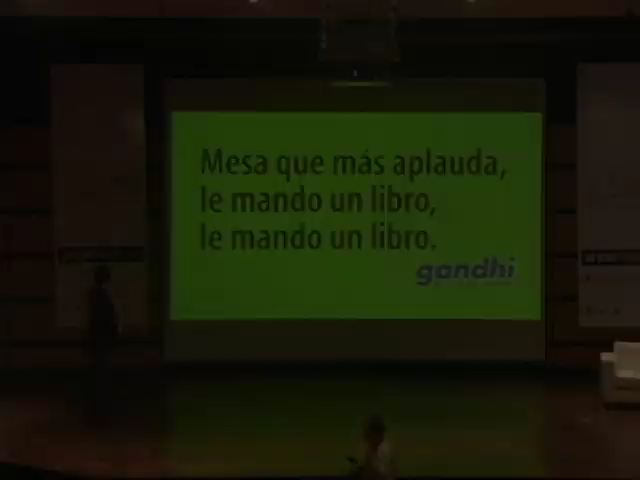 Mesa que más aplauda,
le mando un libro,
le mando un libro.
gandhi